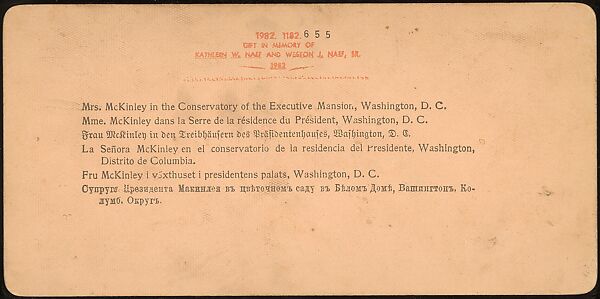 1982. 1182.655
GIFT IN MEMORY OF
KATHLEEN W. NAEF AND WESTON J. NAEF, SR.
1982
Mrs. McKinley in the Conservatory of the Executive Mansion, Washington, D. C.
Mme. McKinley dans la Serre de la résidence du Président, Washington, D. C.
Frau McKinley in den Treibhäusern des Präsidentenhauses, Washington, D. C.
La Señora McKinley en el conservatorio de la residencia del Presidente, Washington,
Distrito de Columbia.
Fru McKinley i växthuset i presidentens palats, Washington, D. C.
Супруга Президента Макинлея въ цвѣточномъ саду въ Бѣломъ Домѣ, Вашингтонъ, Ко-
лумб. Округъ.